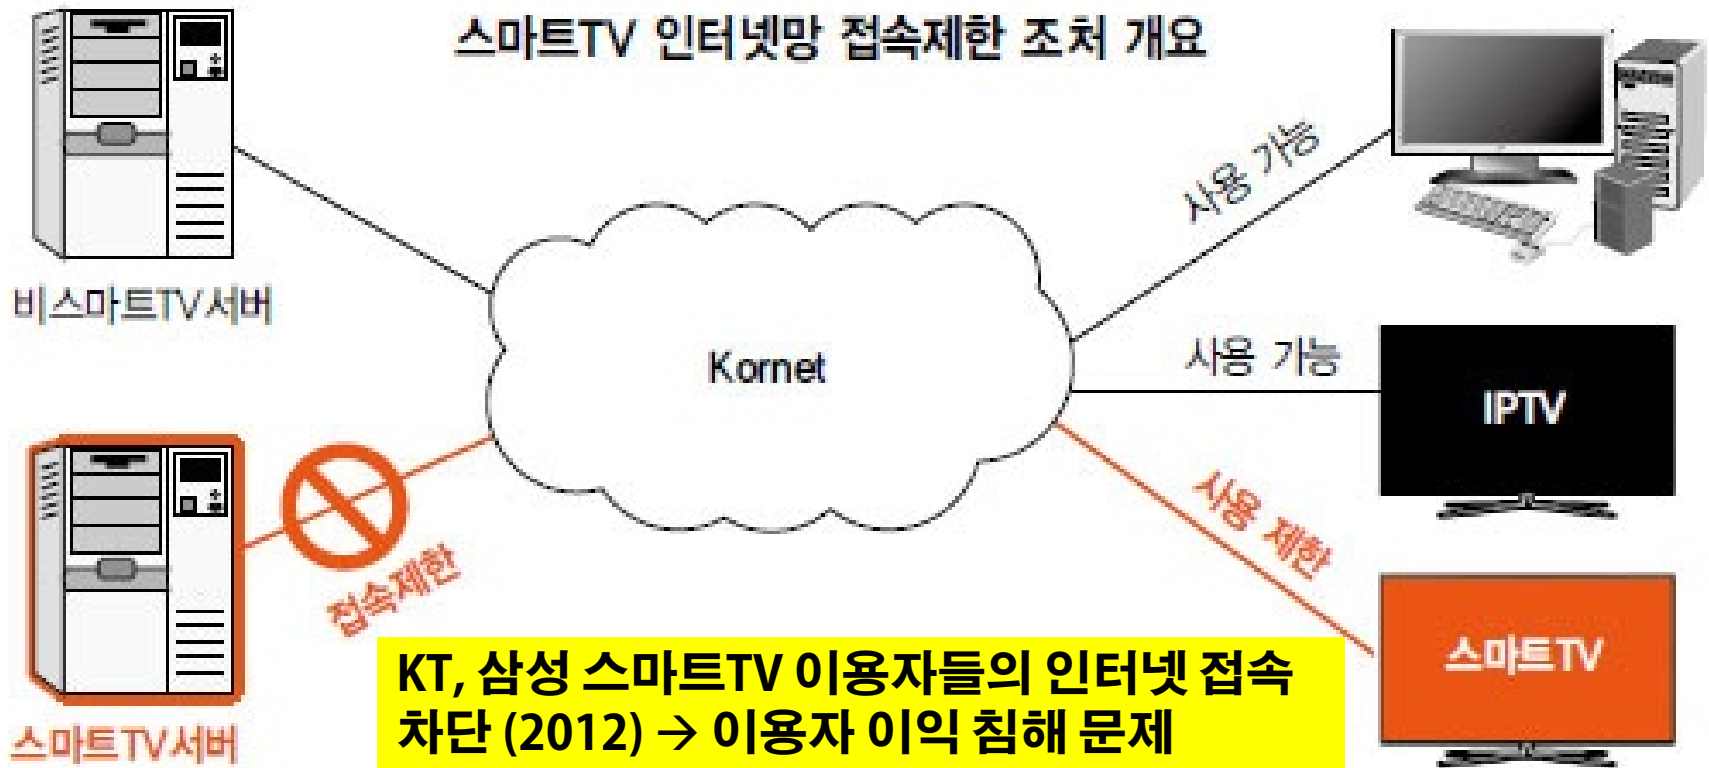 스마트TV 인터넷망 접속제한 조처 개요
비스마트TV서버
사용 가능
Kornet
사용 가능
IPTV
접속제한
사용 제한
스마트TV
스마트TV서버
KT, 삼성 스마트TV 이용자들의 인터넷 접속
차단 (2012) → 이용자 이익 침해 문제